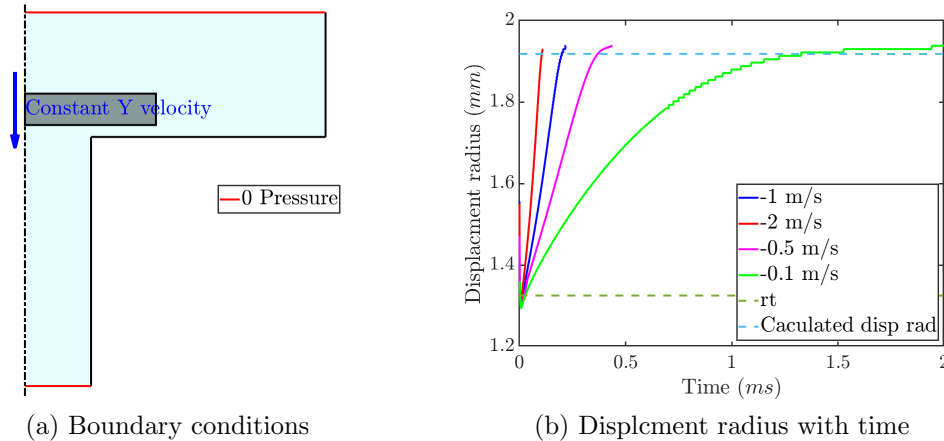 Constant Y velocity
0 Pressure
(a) Boundary conditions
Displacment radius (mm)
2
1.8
1.6
1.4
1.2
0
0.5
1
1.5
2
Time (ms)
-1 m/s
-2 m/s
-0.5 m/s
-0.1 m/s
rt
Caculated disp rad
(b) Displcment radius with time